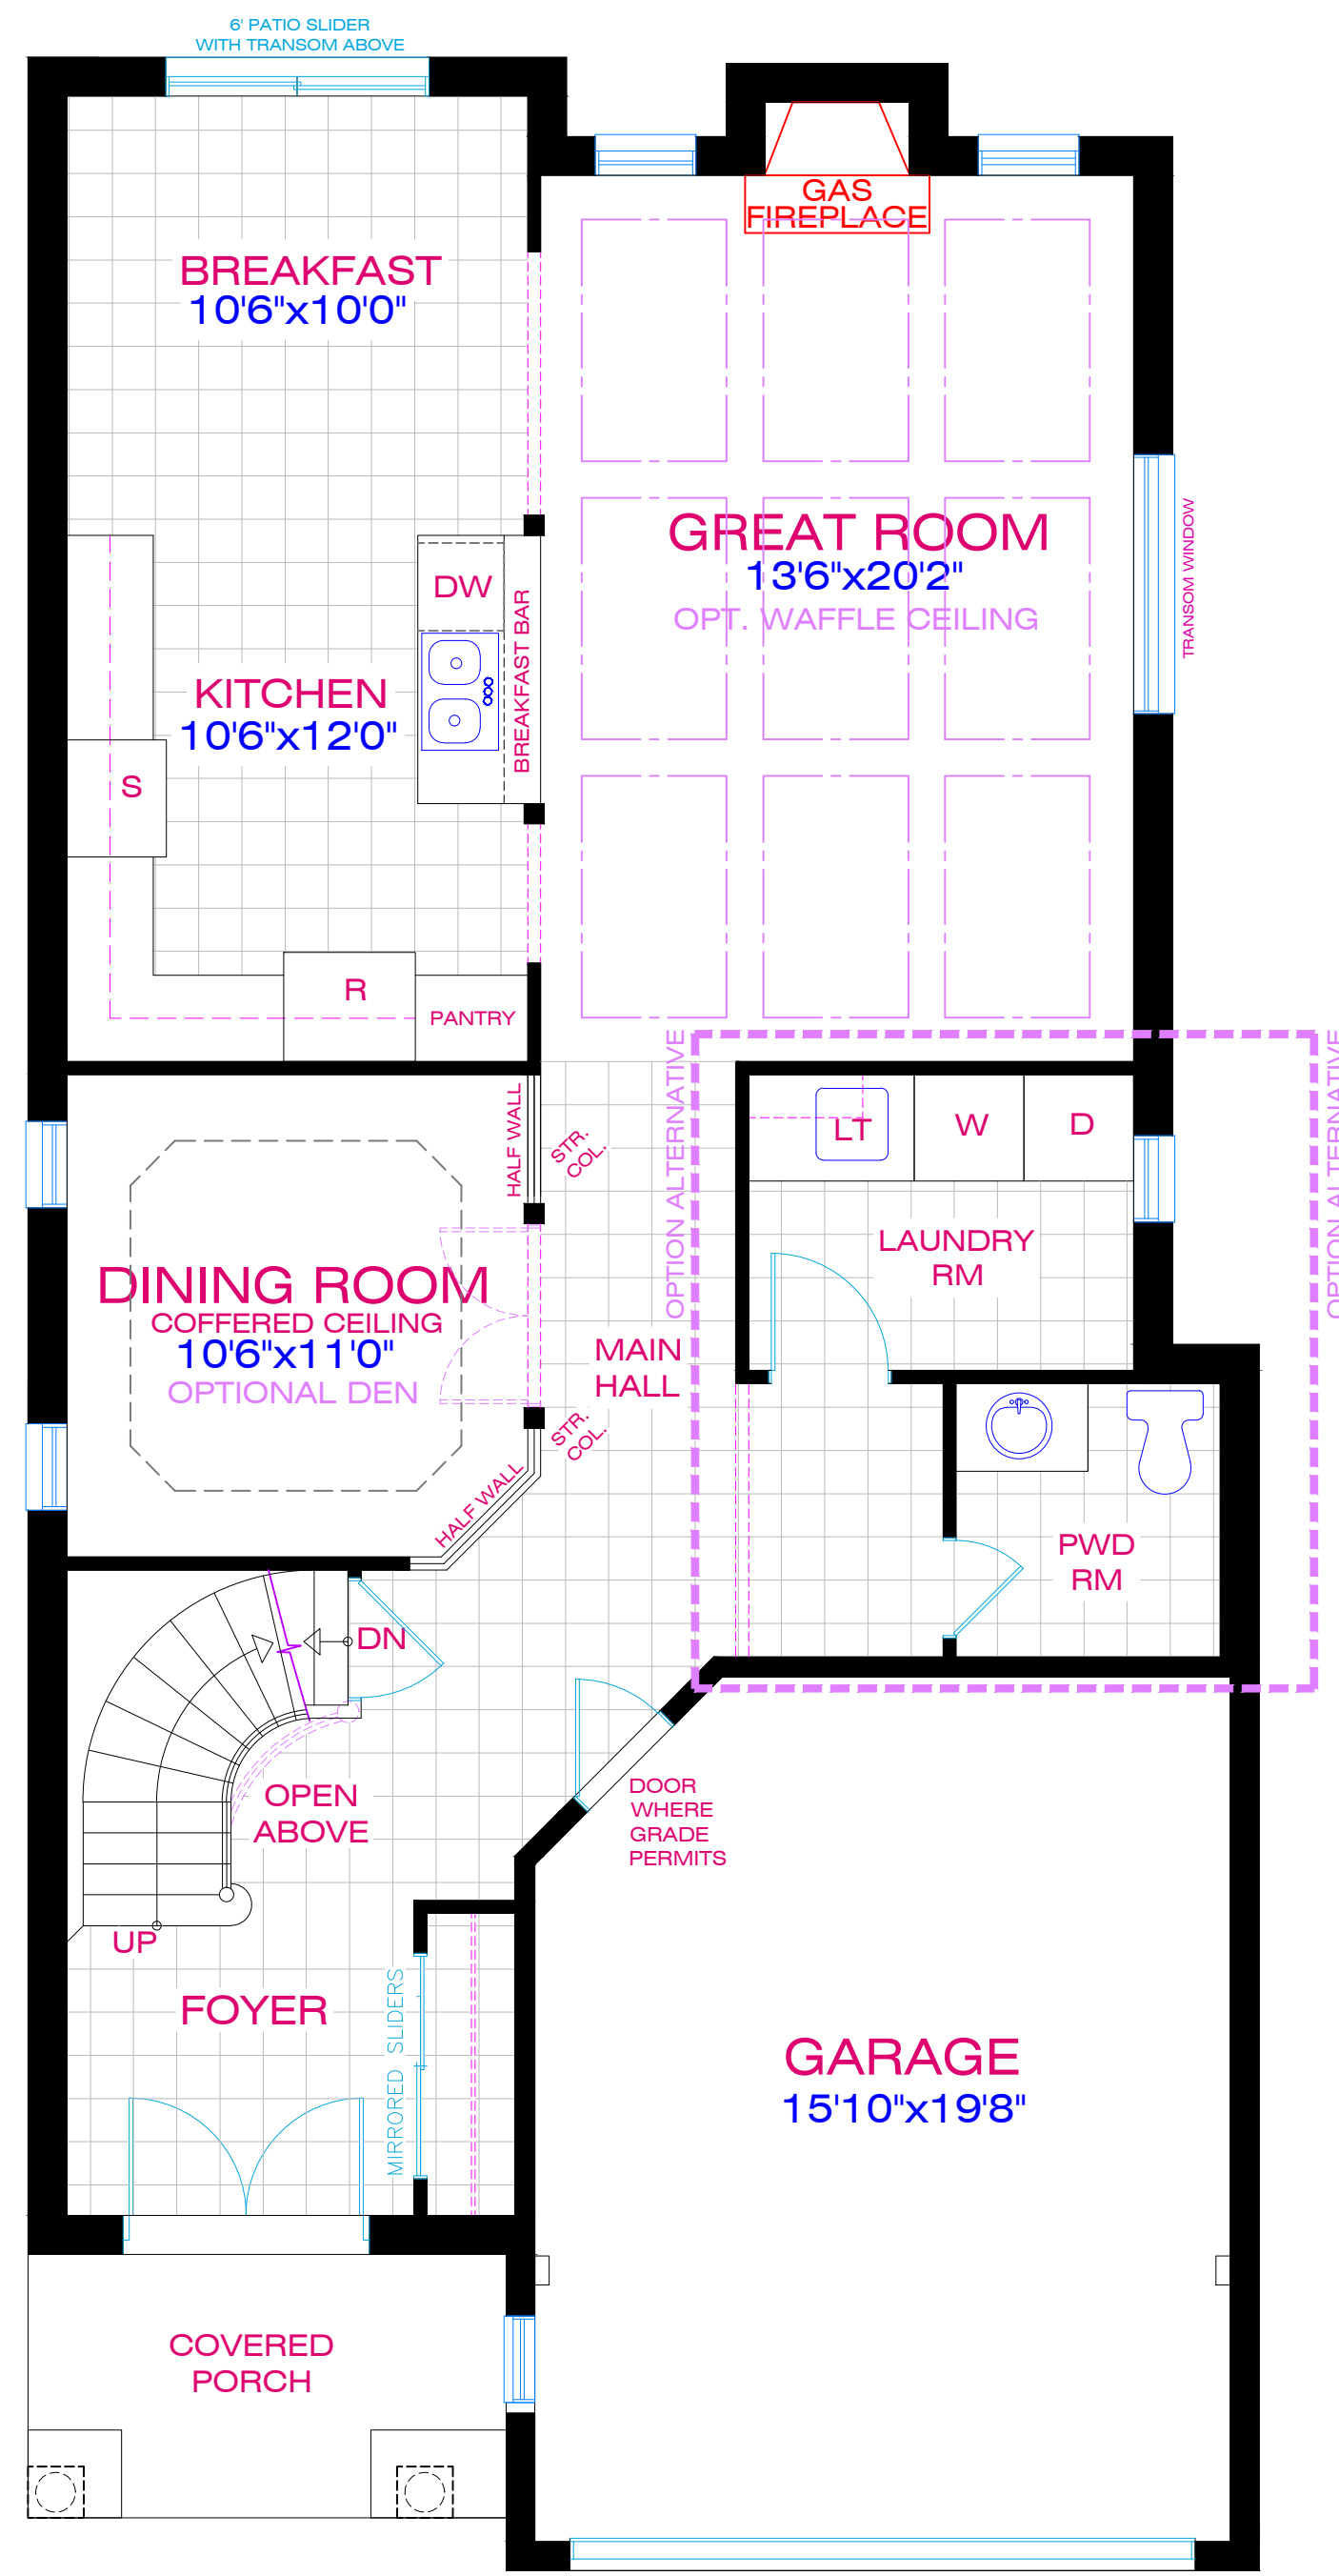 6' PATIO SLIDER
WITH TRANSOM ABOVE
GAS
FIREPLACE
BREAKFAST
10'6"x10'0"
GREAT ROOM
13'6"x20'2"
OPT. WAFFLE CEILING
TRANSOM WINDOW
DW
BREAKFAST BAR
KITCHEN
10'6"x12'0"
S
R
PANTRY
OPTION ALTERNATIVE
OPTION ALTERNATIVE
HALF WALL
STR.
COL.
LT
W
D
LAUNDRY
RM
DINING ROOM
COFFERED CEILING
10'6"x11'0"
OPTIONAL DEN
MAIN
HALL
STR.
COL.
HALF WALL
PWD
RM
DN
OPEN
ABOVE
DOOR
WHERE
GRADE
PERMITS
UP
FOYER
MIRRORED SLIDERS
GARAGE
15'10"x19'8"
COVERED
PORCH